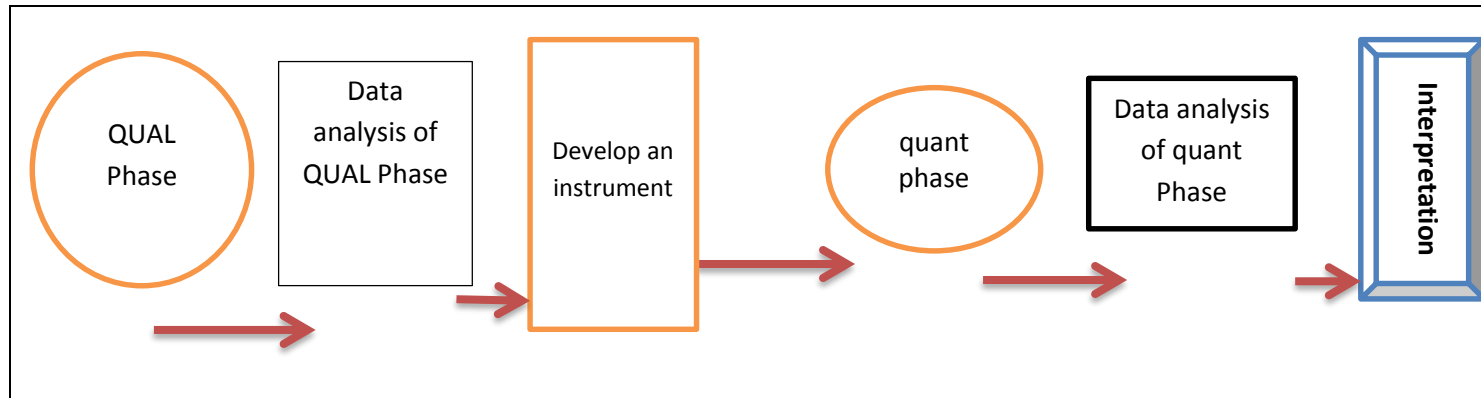 QUAL
Phase
Data
analysis of
QUAL Phase
Develop an
instrument
quant
phase
Data analysis
of quant
Phase
Interpretation